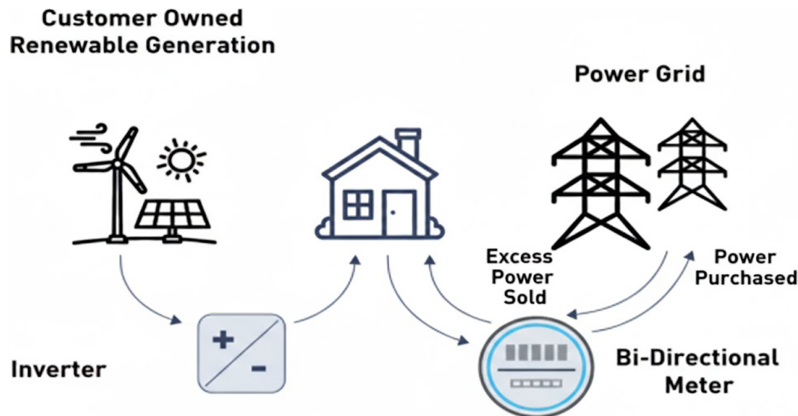 Customer Owned
Renewable Generation
Power Grid
Excess
Power
Sold
Power
Purchased
Inverter
Bi-Directional
Meter